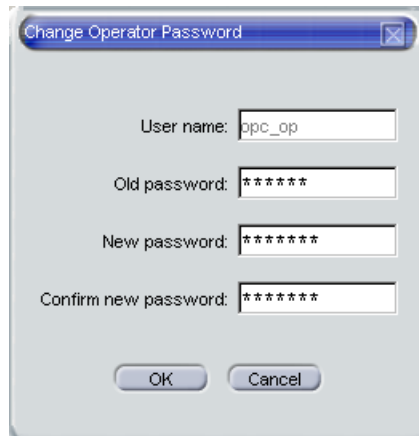 Change Operator Password
User name: opc_op
Old password: ******
New password: *******
Confirm new password: *******
OK Cancel